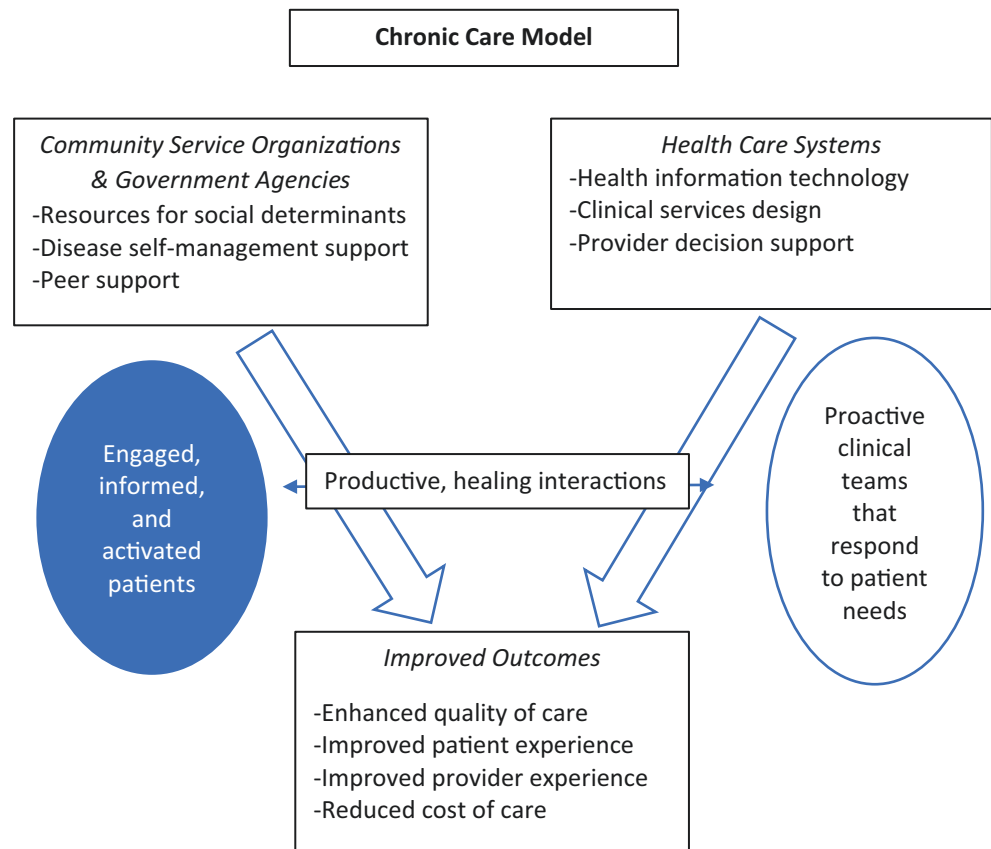 Chronic Care Model
Community Service Organizations
& Government Agencies
-Resources for social determinants
-Disease self-management support
-Peer support
Health Care Systems
-Health information technology
-Clinical services design
-Provider decision support
Engaged,
informed,
and
activated
patients
Productive, healing interactions
Proactive
clinical
teams
that
respond
to patient
needs
Improved Outcomes
-Enhanced quality of care
-Improved patient experience
-Improved provider experience
-Reduced cost of care